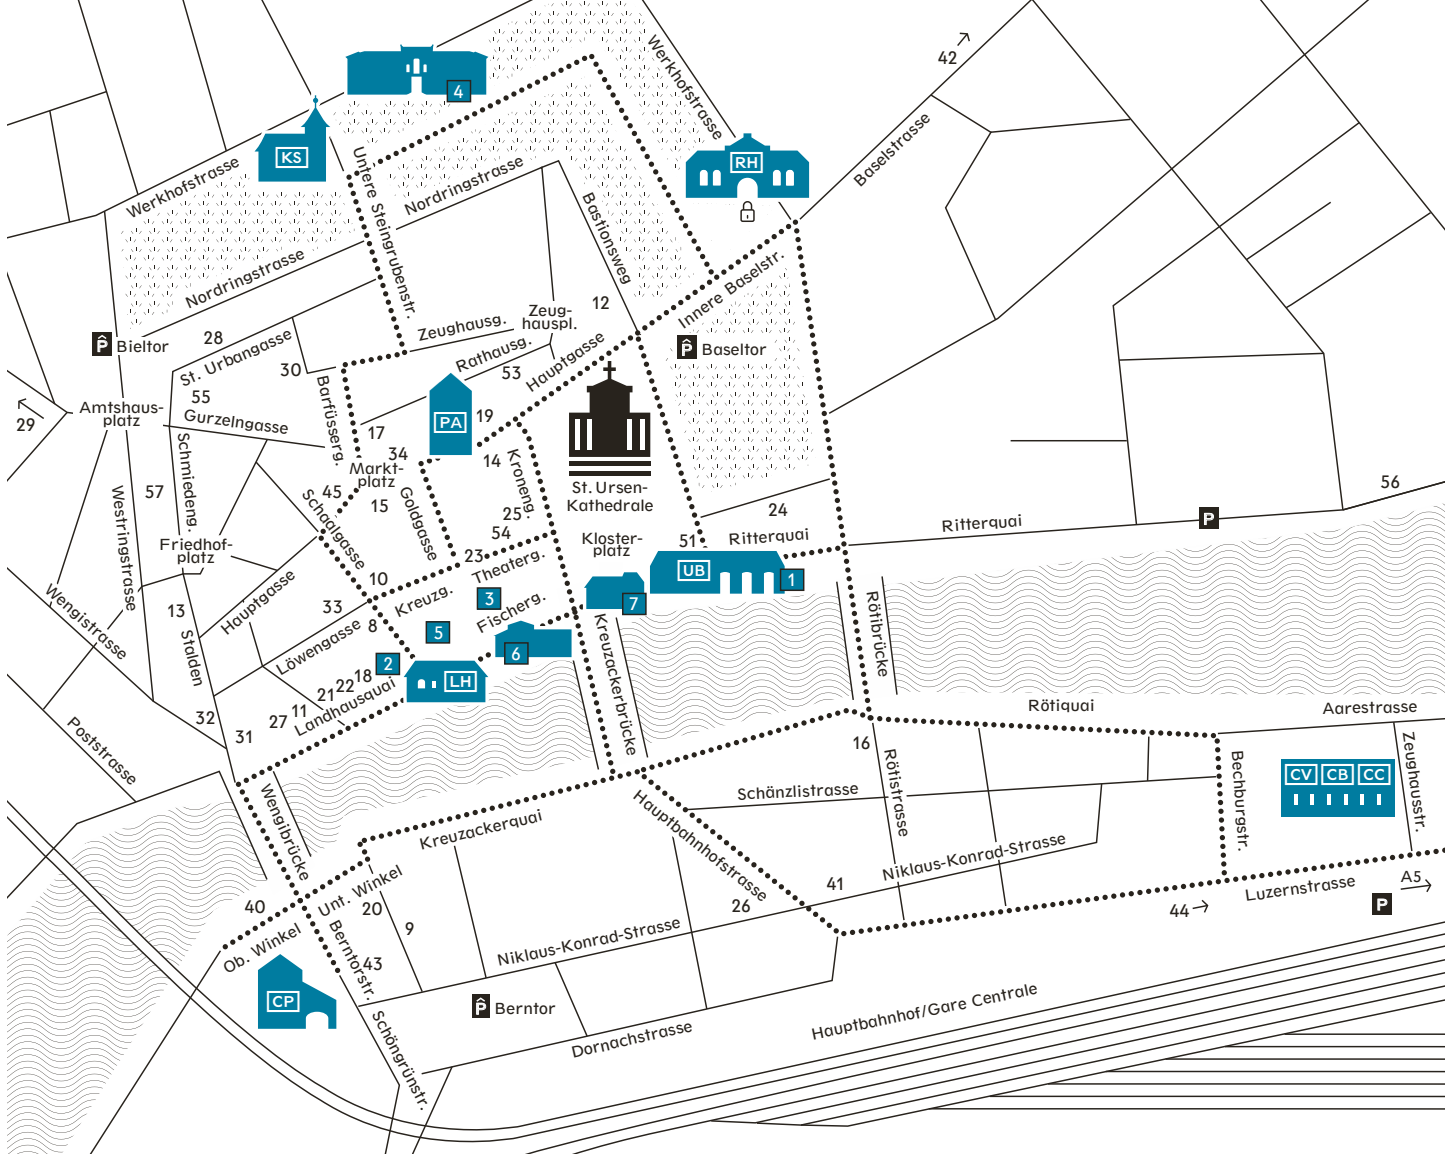 42
Werkhofstrasse
4
KS
Werkhofstrasse
Untere Steingrubenstr.
Nordringstrasse
RH
Baselstrasse
Bastionsweg
Nordringstrasse
Innere Baselstr.
12
Zeug-
hauspl.
Zeughausg.
28
Bieltor
Baseltor
St. Urbangasse
Rathausg.
Hauptgasse
30
53
Barfüsserg.
55
Gurzelngasse
Amtshaus-
platz
29
PA
19
17
34
14
Kroneng.
Markt-
platz
Schmiedeng.
57
45
15
Goldgasse
Schaalgasse
St. Ursen-
Kathedrale
Westringstrasse
25
54
24
56
P
Ritterquai
Ritterquai
51
Kloster-
platz
Friedhof-
platz
23
Theaterg.
UB
1
10
Kreuzg.
3
7
Fischerg.
Wengistrasse
13
Hauptgasse
33
8
5
6
Kreuzackerbrücke
Rötibrücke
Stalden
Löwengasse
2
LH
18
22
21
11
27
Landhausquai
32
31
Rötiquai
Aarestrasse
Poststrasse
16
Rötistrasse
Bechburgstr.
CV
CB
CC
Zeughausstr.
Wengibrücke
Schänzlistrasse
Kreuzackerquai
Hauptbahnhofstrasse
Niklaus-Konrad-Strasse
41
26
Unt. Winkel
20
9
40
Ob. Winkel
Berntorstr.
43
Niklaus-Konrad-Strasse
Luzernstrasse
A5
P
44
CP
Berntor
Schöngrünstr.
Dornachstrasse
Hauptbahnhof/Gare Centrale